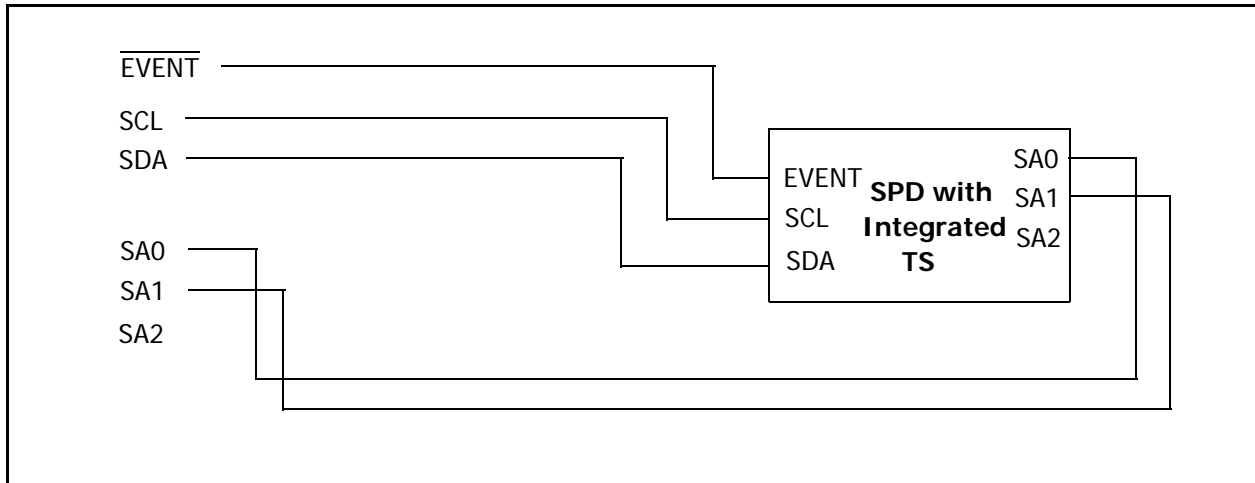 EVENT
SCL
SDA
SA0
SA1
SA2
EVENT
SCL
SDA
SPD with
Integrated
TS
SA0
SA1
SA2